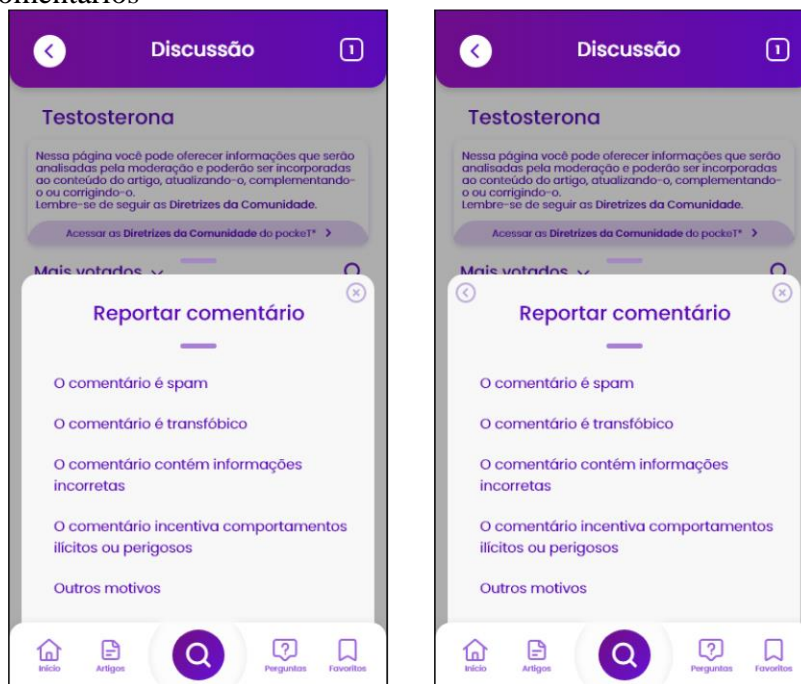 Discussão
1
Testosterona
Nessa página você pode oferecer informações que serão
analisadas pela moderação e poderão ser incorporadas
ao conteúdo do artigo, atualizando-o, complementando-
o ou corrigindo-o.
Lembre-se de seguir as Diretrizes da Comunidade.
Acessar as Diretrizes da Comunidade do pockeT*
Mais votados
Reportar comentário
O comentário é spam
O comentário é transfóbico
O comentário contém informações
incorretas
O comentário incentiva comportamentos
ilícitos ou perigosos
Outros motivos
Início
Artigos
Perguntas
Favoritos
Discussão
1
Testosterona
Nessa página você pode oferecer informações que serão
analisadas pela moderação e poderão ser incorporadas
ao conteúdo do artigo, atualizando-o, complementando-
o ou corrigindo-o.
Lembre-se de seguir as Diretrizes da Comunidade.
Acessar as Diretrizes da Comunidade do pockeT*
Mais votados
Reportar comentário
O comentário é spam
O comentário é transfóbico
O comentário contém informações
incorretas
O comentário incentiva comportamentos
ilícitos ou perigosos
Outros motivos
Início
Artigos
Perguntas
Favoritos